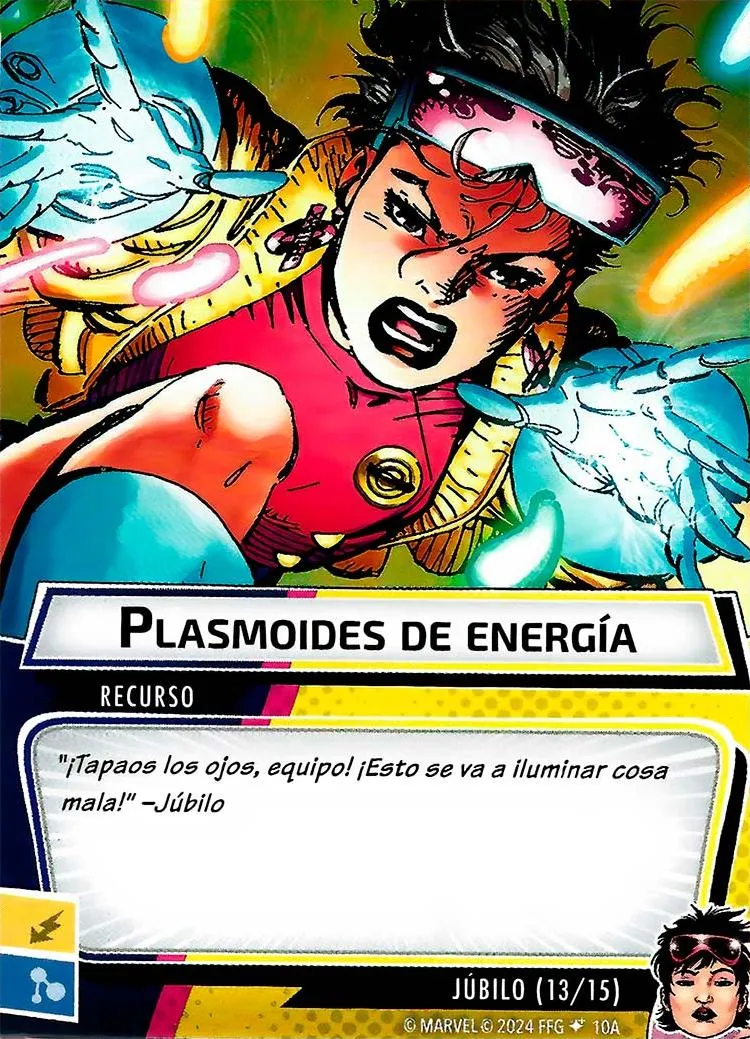 PLASMOIDES DE ENERGÍA
RECURSO
"¡Tapaos los ojos, equipo! ¡Esto se va a iluminar cosa
mala!" –Júbilo
JÚBILO (13/15)
© MARVEL © 2024 FFG 10A